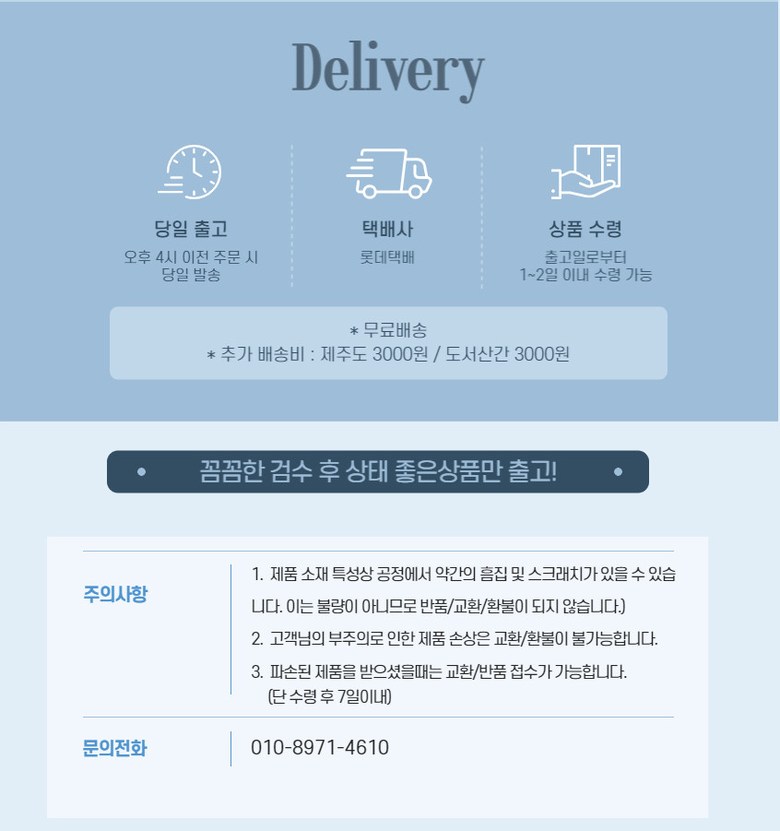 Delivery
당일 출고
오후 4시 이전 주문 시
당일 발송
택배사
롯데택배
상품 수령
출고일로부터
1~2일 이내 수령 가능
* 무료배송
* 추가 배송비 : 제주도 3000원 / 도서산간 3000원
꼼꼼한 검수 후 상태 좋은상품만 출고!
주의사항
1. 제품 소재 특성상 공정에서 약간의 흠집 및 스크래치가 있을 수 있습
니다. 이는 불량이 아니므로 반품/교환/환불이 되지 않습니다.)
2. 고객님의 부주의로 인한 제품 손상은 교환/환불이 불가능합니다.
3. 파손된 제품을 받으셨을때는 교환/반품 접수가 가능합니다.
(단 수령 후 7일이내)
문의전화
010-8971-4610